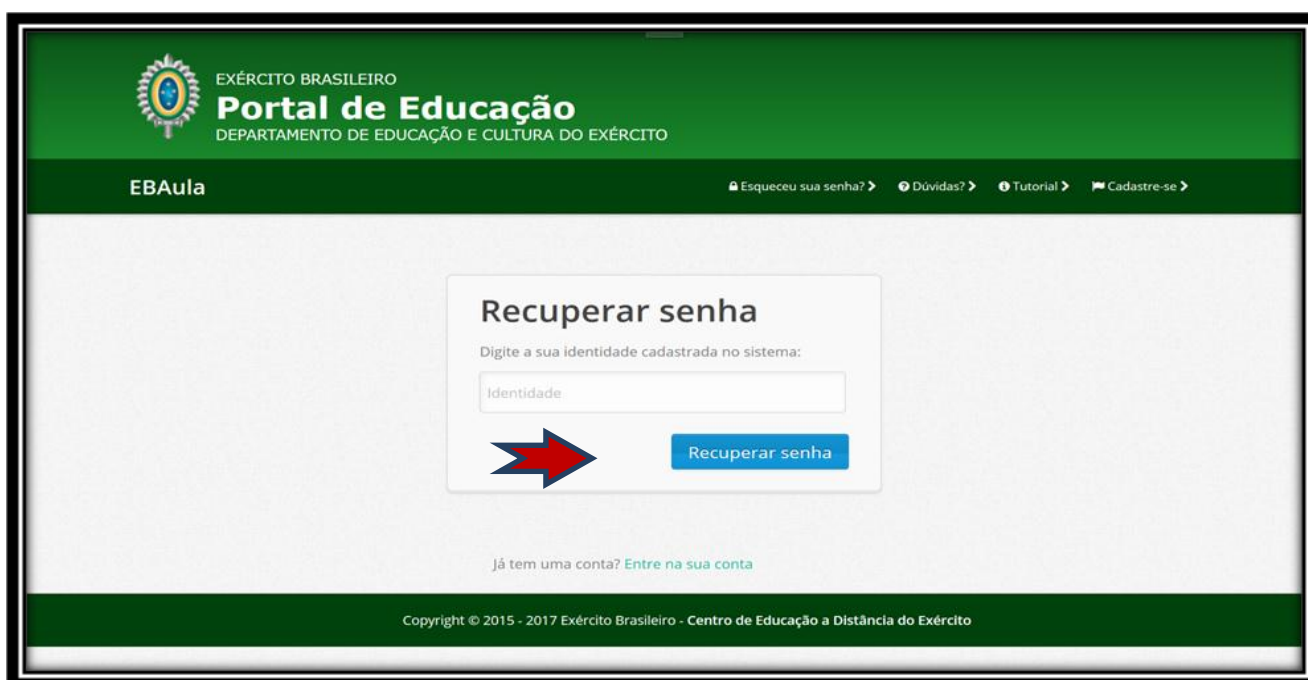 EXÉRCITO BRASILEIRO
Portal de Educação
DEPARTAMENTO DE EDUCAÇÃO E CULTURA DO EXÉRCITO
EBAula
Esqueceu sua senha?
Dúvidas?
Tutorial
Cadastre-se
Recuperar senha
Digite a sua identidade cadastrada no sistema:
Identidade
Recuperar senha
Já tem uma conta? Entre na sua conta
Copyright © 2015 - 2017 Exército Brasileiro - Centro de Educação a Distância do Exército